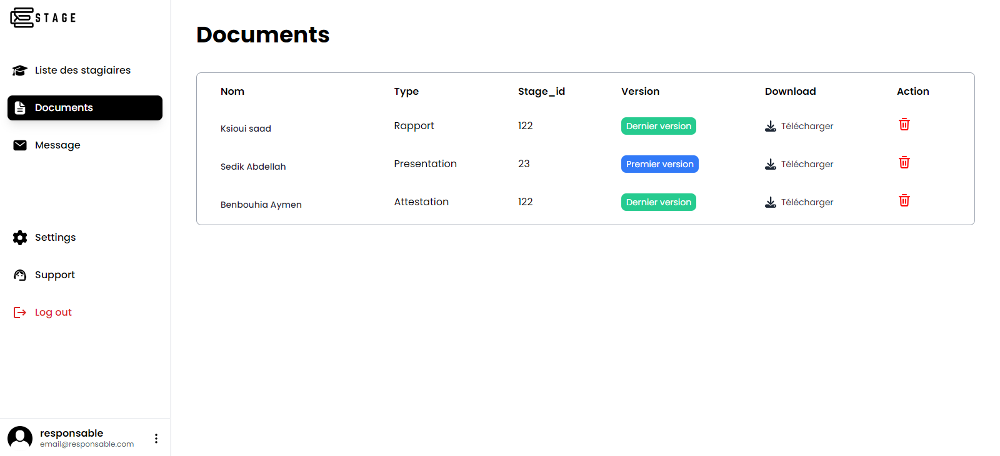 STAGE
Liste des stagiaires
Documents
Message
Settings
Support
Log out
responsable
email@responsable.com
Documents
Nom Type Stage_id Version Download Action
Ksioui saad Rapport 122 Dernier version Télécharger
Sedik Abdellah Presentation 23 Premier version Télécharger
Benbouhia Aymen Attestation 122 Dernier version Télécharger